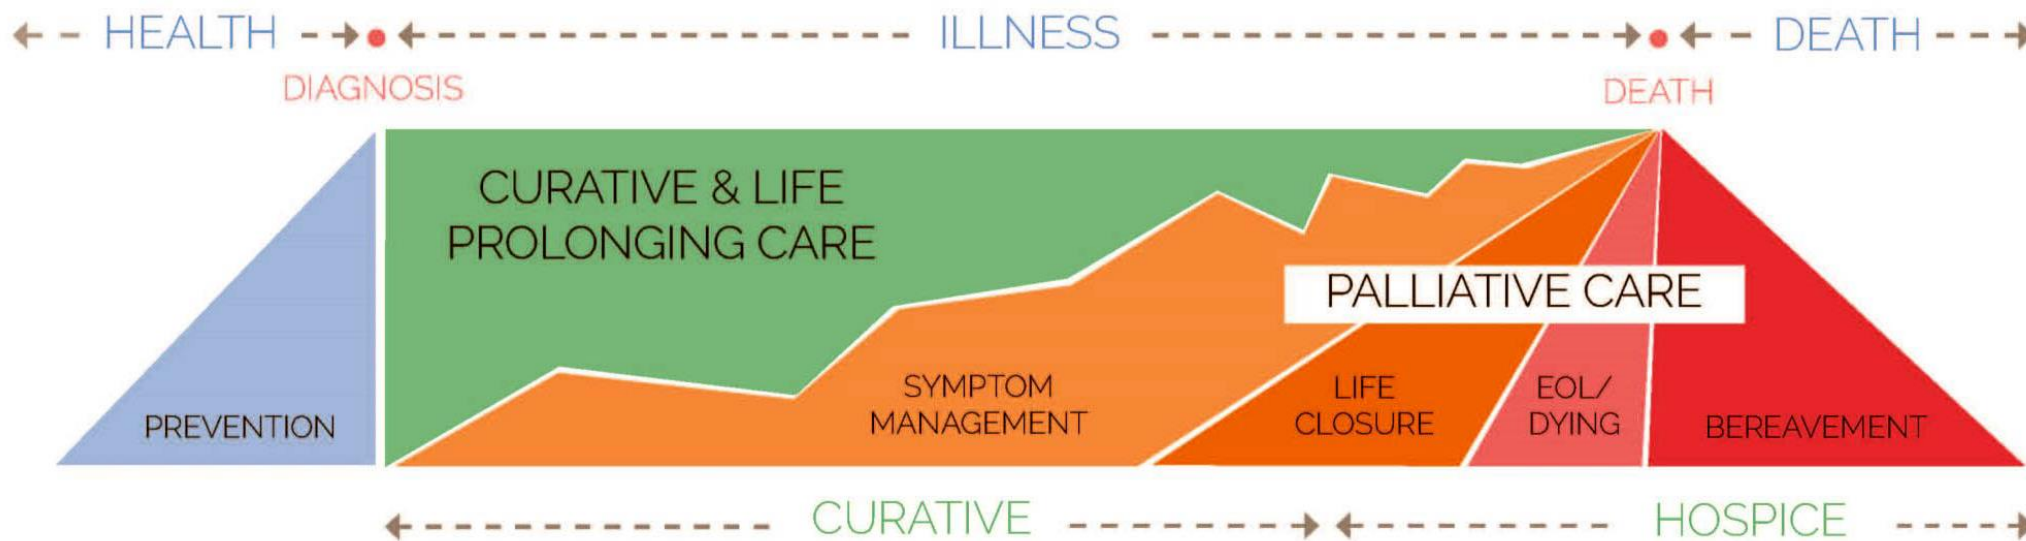 HEALTH
ILLNESS
DEATH
DIAGNOSIS
DEATH
CURATIVE & LIFE
PROLONGING CARE
PALLIATIVE CARE
PREVENTION
SYMPTOM
MANAGEMENT
LIFE
CLOSURE
EOL/
DYING
BEREAVEMENT
CURATIVE
HOSPICE